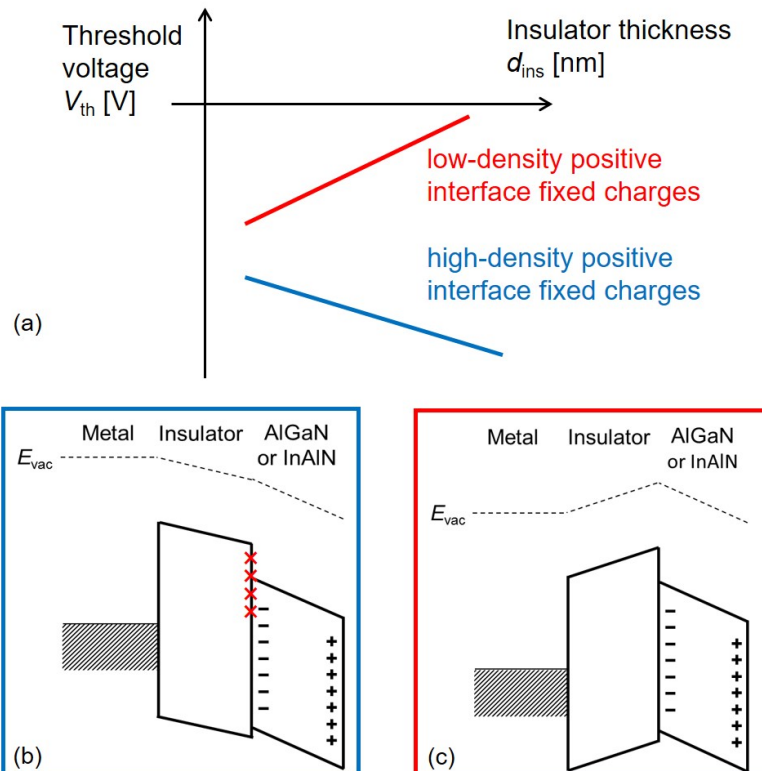 Threshold
voltage
Vth [V]
Insulator thickness
dins [nm]
low-density positive
interface fixed charges
high-density positive
interface fixed charges
(a)
Metal Insulator AlGaN
or InAlN
Evac
(b)
Metal Insulator AlGaN
or InAlN
Evac
(c)